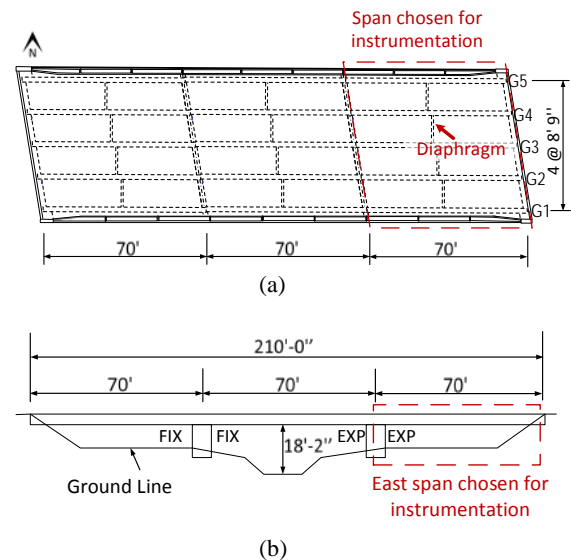 Span chosen for
instrumentation
N
G5
G4
Diaphragm
G3
G2
G1
4 @ 8' 9"
70' 70' 70'
(a)
210'-0"
70' 70' 70'
FIX FIX 18'-2" EXP EXP
Ground Line
East span chosen for
instrumentation
(b)